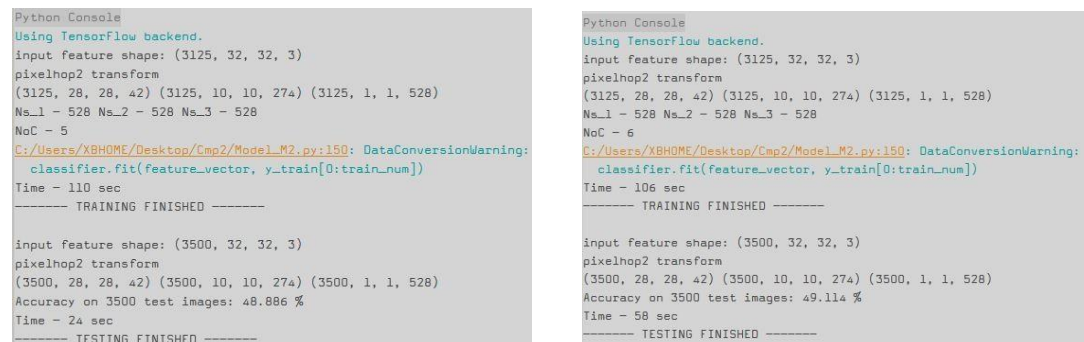 Python Console
Using TensorFlow backend.
input feature shape: (3125, 32, 32, 3)
pixelhop2 transform
(3125, 28, 28, 42) (3125, 10, 10, 274) (3125, 1, 1, 528)
Ns_1 - 528 Ns_2 - 528 Ns_3 - 528
NoC - 5
C:/Users/XBHOME/Desktop/Cmp2/Model_M2.py:150: DataConversionWarning:
classifier.fit(feature_vector, y_train[0:train_num])
Time - 110 sec
------- TRAINING FINISHED -------
input feature shape: (3500, 32, 32, 3)
pixelhop2 transform
(3500, 28, 28, 42) (3500, 10, 10, 274) (3500, 1, 1, 528)
Accuracy on 3500 test images: 48.886 %
Time - 24 sec
------- TESTING FINISHED -------
Python Console
Using TensorFlow backend.
input feature shape: (3125, 32, 32, 3)
pixelhop2 transform
(3125, 28, 28, 42) (3125, 10, 10, 274) (3125, 1, 1, 528)
Ns_1 - 528 Ns_2 - 528 Ns_3 - 528
NoC - 6
C:/Users/XBHOME/Desktop/Cmp2/Model_M2.py:150: DataConversionWarning:
classifier.fit(feature_vector, y_train[0:train_num])
Time - 106 sec
------- TRAINING FINISHED -------
input feature shape: (3500, 32, 32, 3)
pixelhop2 transform
(3500, 28, 28, 42) (3500, 10, 10, 274) (3500, 1, 1, 528)
Accuracy on 3500 test images: 49.114 %
Time - 58 sec
------- TESTING FINISHED -------